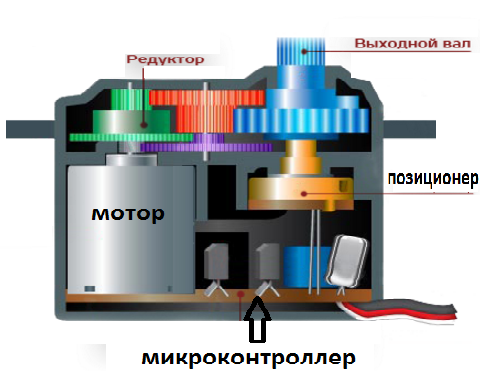 Выходной вал
Редуктор
позиционер
мотор
микроконтроллер